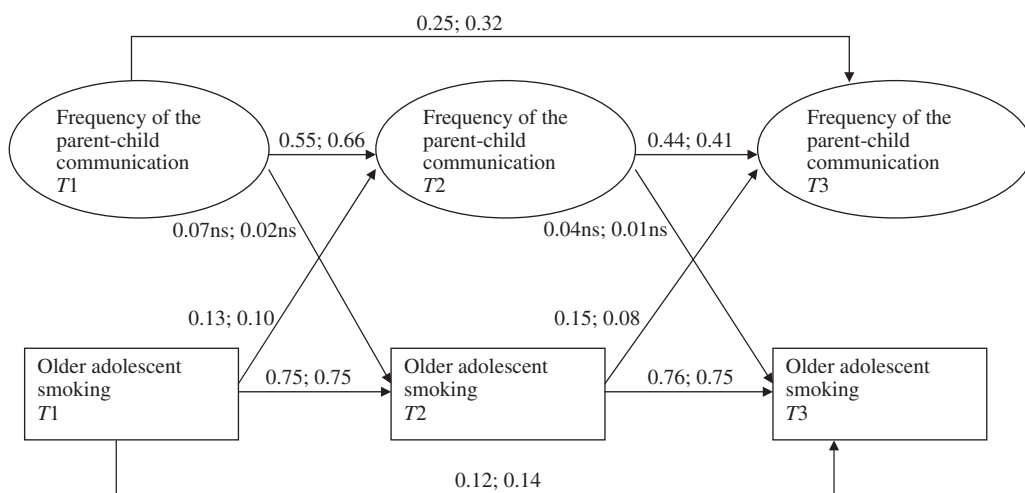 0.25; 0.32
Frequency of the
parent-child
communication
T1
0.55; 0.66
Frequency of the
parent-child
communication
T2
0.44; 0.41
Frequency of the
parent-child
communication
T3
0.07ns; 0.02ns
0.04ns; 0.01ns
0.13; 0.10
0.15; 0.08
Older adolescent
smoking
T1
0.75; 0.75
Older adolescent
smoking
T2
0.76; 0.75
Older adolescent
smoking
T3
0.12; 0.14